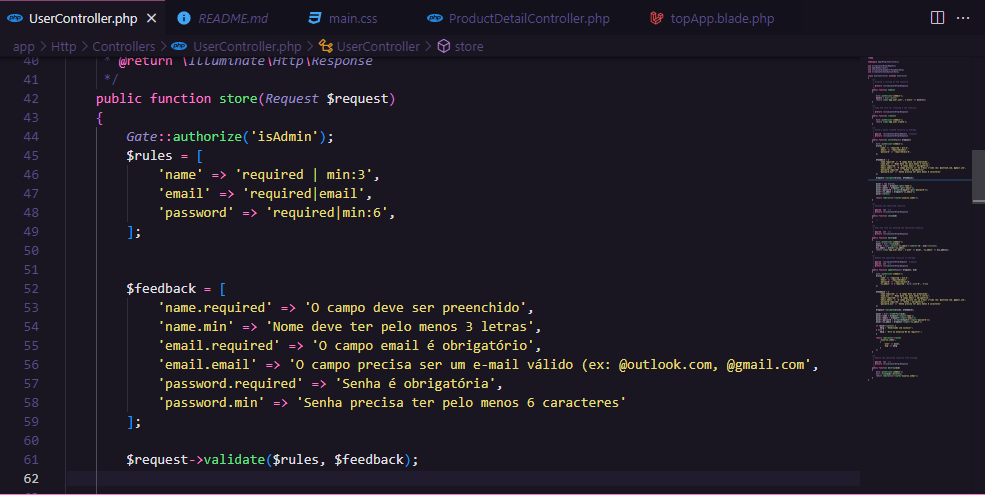 UserController.php
README.md
main.css
ProductDetailController.php
topApp.blade.php
app > Http > Controllers > UserController.php > UserController > store
40 * @return \Illuminate\Http\Response
41 */
42 public function store(Request $request)
43 {
44 Gate::authorize('isAdmin');
45 $rules = [
46 'name' => 'required | min:3',
47 'email' => 'required|email',
48 'password' => 'required|min:6',
49 ];
50
51
52 $feedback = [
53 'name.required' => 'O campo deve ser preenchido',
54 'name.min' => 'Nome deve ter pelo menos 3 letras',
55 'email.required' => 'O campo email é obrigatório',
56 'email.email' => 'O campo precisa ser um e-mail válido (ex: @outlook.com, @gmail.com',
57 'password.required' => 'Senha é obrigatória',
58 'password.min' => 'Senha precisa ter pelo menos 6 caracteres'
59 ];
60
61 $request->validate($rules, $feedback);
62